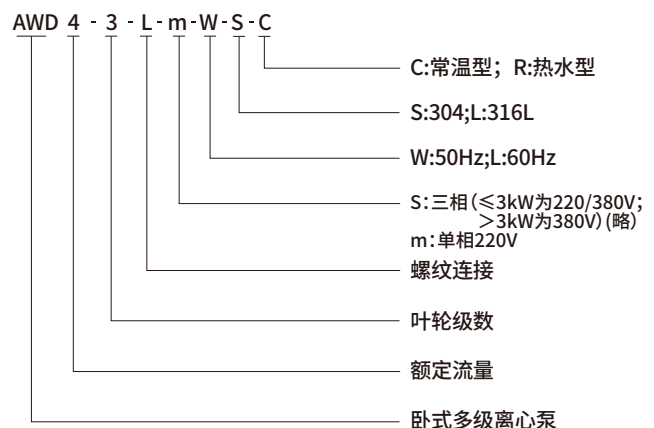 AWD 4 - 3 - L - m - W - S - C
C:常温型；R:热水型
S:304;L:316L
W:50Hz;L:60Hz
S:三相(≤3kW为220/380V;
>3kW为380V)(略)
m:单相220V
螺纹连接
叶轮级数
额定流量
卧式多级离心泵